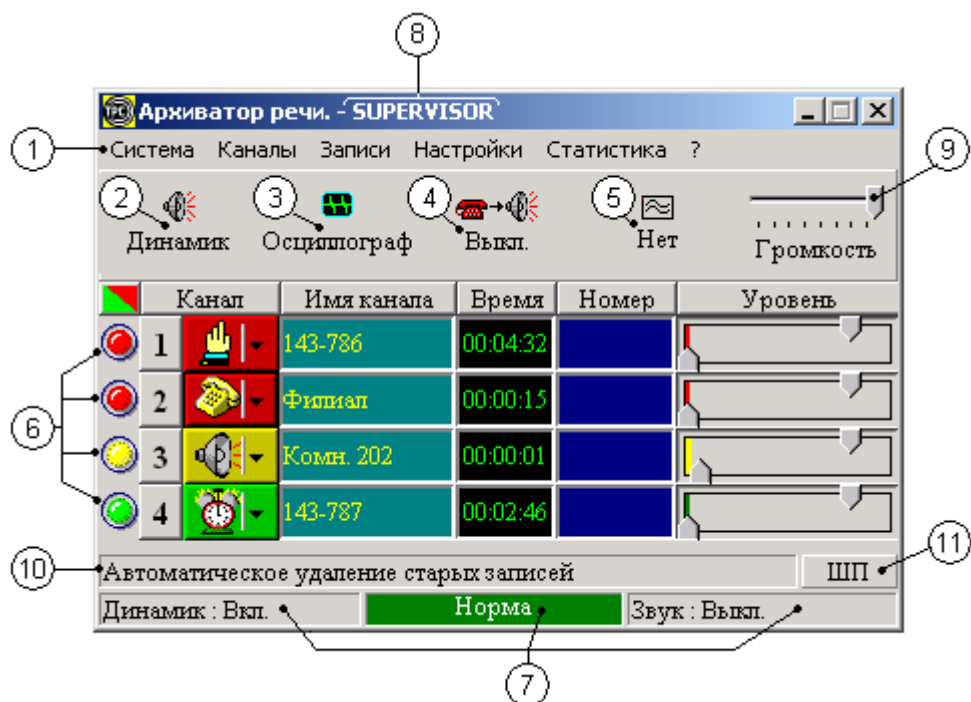 8
Архиватор речи. - SUPERVISOR
1
Система Каналы Записи Настройки Статистика ?
9
2 3 4 5
Динамик Осциллограф Выкл. Нет Громкость
Канал Имя канала Время Номер Уровень
1 143-786 00:04:32
2 Филиал 00:00:15
6
3 Комн. 202 00:00:01
4 143-787 00:02:46
10 Автоматическое удаление старых записей ШП 11
Динамик : Вкл. Норма Звук : Выкл.
7